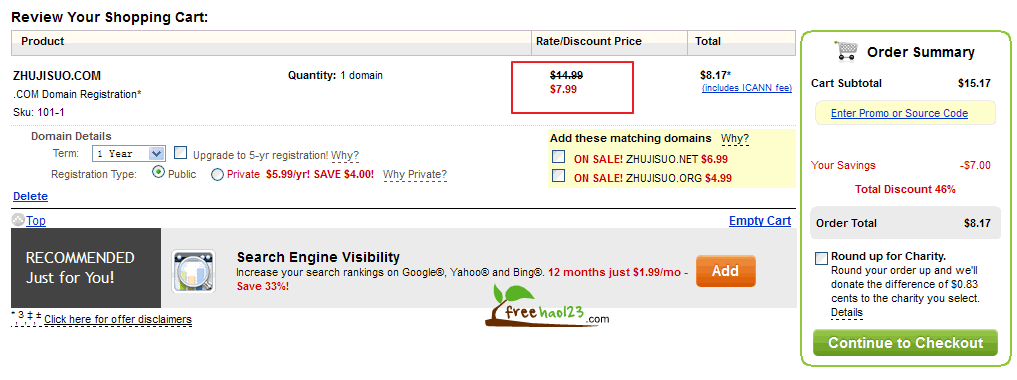 Review Your Shopping Cart:
Product Rate/Discount Price Total
ZHUJISUO.COM Quantity: 1 domain $14.99 $8.17*
.COM Domain Registration* $7.99 (includes ICANN fee)
Sku: 101-1
Domain Details
Term: 1 Year Upgrade to 5-yr registration! Why?
Registration Type: Public Private $5.99/yr! SAVE $4.00! Why Private?
Add these matching domains Why?
ON SALE! ZHUJISUO.NET $6.99
ON SALE! ZHUJISUO.ORG $4.99
Delete
Top Empty Cart
RECOMMENDED
Just for You!
Search Engine Visibility
Increase your search rankings on Google®, Yahoo® and Bing®. 12 months just $1.99/mo -
Save 33%!
Add
freehao123.com
* 3 ‡ ± Click here for offer disclaimers
Order Summary
Cart Subtotal $15.17
Enter Promo or Source Code
Your Savings -$7.00
Total Discount 46%
Order Total $8.17
Round up for Charity.
Round your order up and we'll
donate the difference of $0.83
cents to the charity you select.
Details
Continue to Checkout